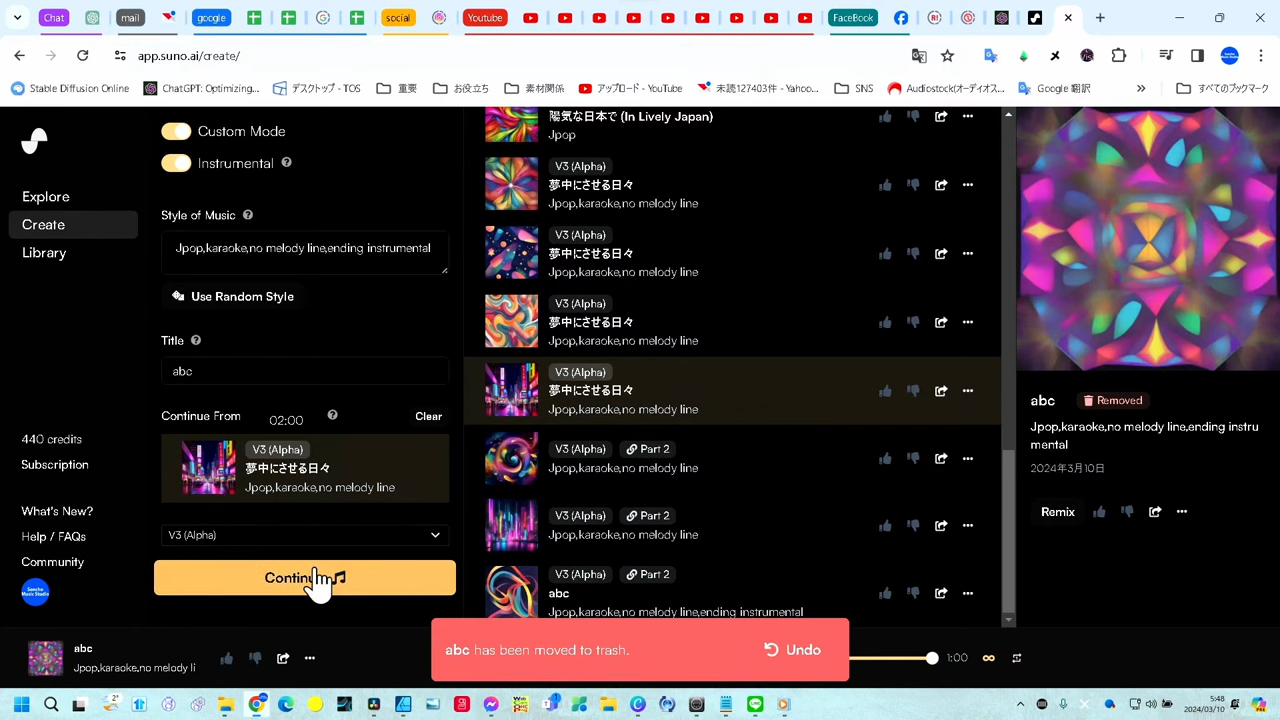 Chat
mail
google
social
Youtube
FaceBook
app.suno.ai/create/
Stable Diffusion Online
ChatGPT: Optimizing...
デスクトップ - TOS
重要
お役立ち
素材関係
アップロード - YouTube
未読127403件 - Yahoo...
SNS
Audiostock(オーディオス...
Google 翻訳
すべてのブックマーク
Explore
Create
Library
440 credits
Subscription
What's New?
Help / FAQs
Community
Custom Mode
Instrumental
Style of Music
Jpop,karaoke,no melody line,ending instrumental
Use Random Style
Title
abc
Continue From
02:00
Clear
V3 (Alpha)
夢中にさせる日々
Jpop,karaoke,no melody line
V3 (Alpha)
Continue
陽気な日本で (In Lively Japan)
Jpop
V3 (Alpha)
夢中にさせる日々
Jpop,karaoke,no melody line
V3 (Alpha)
夢中にさせる日々
Jpop,karaoke,no melody line
V3 (Alpha)
夢中にさせる日々
Jpop,karaoke,no melody line
V3 (Alpha)
夢中にさせる日々
Jpop,karaoke,no melody line
V3 (Alpha) Part 2
Jpop,karaoke,no melody line
V3 (Alpha) Part 2
Jpop,karaoke,no melody line
V3 (Alpha) Part 2
abc
Jpop,karaoke,no melody line,ending instrumental
abc Removed
Jpop,karaoke,no melody line,ending instru
mental
2024年3月10日
Remix
abc
Jpop,karaoke,no melody li
abc has been moved to trash.
Undo
1:00
5:48
2024/03/10